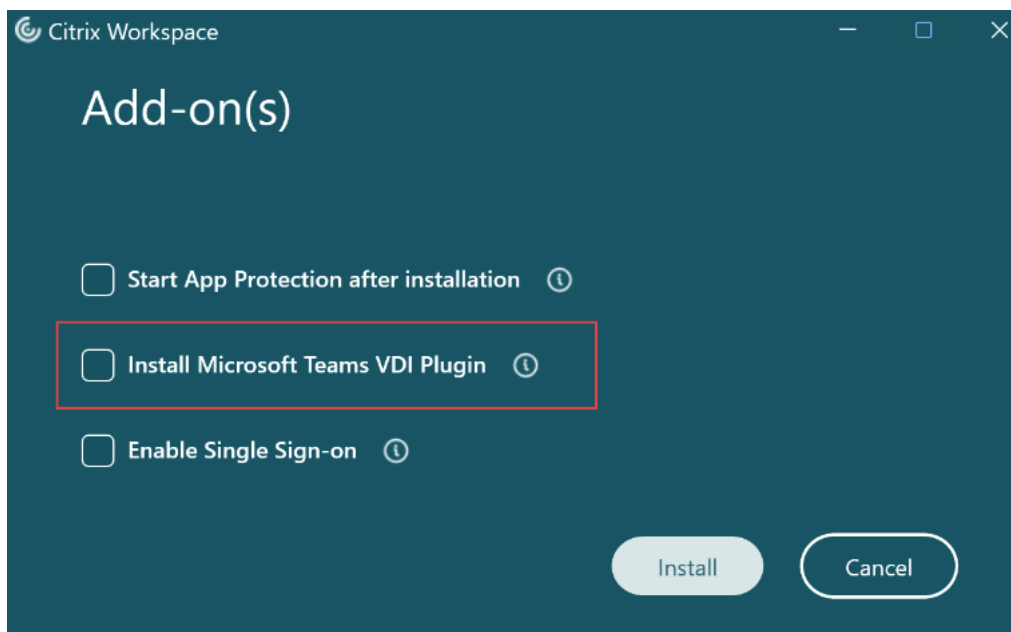 Citrix Workspace
Add-on(s)
Start App Protection after installation
Install Microsoft Teams VDI Plugin
Enable Single Sign-on
Install
Cancel